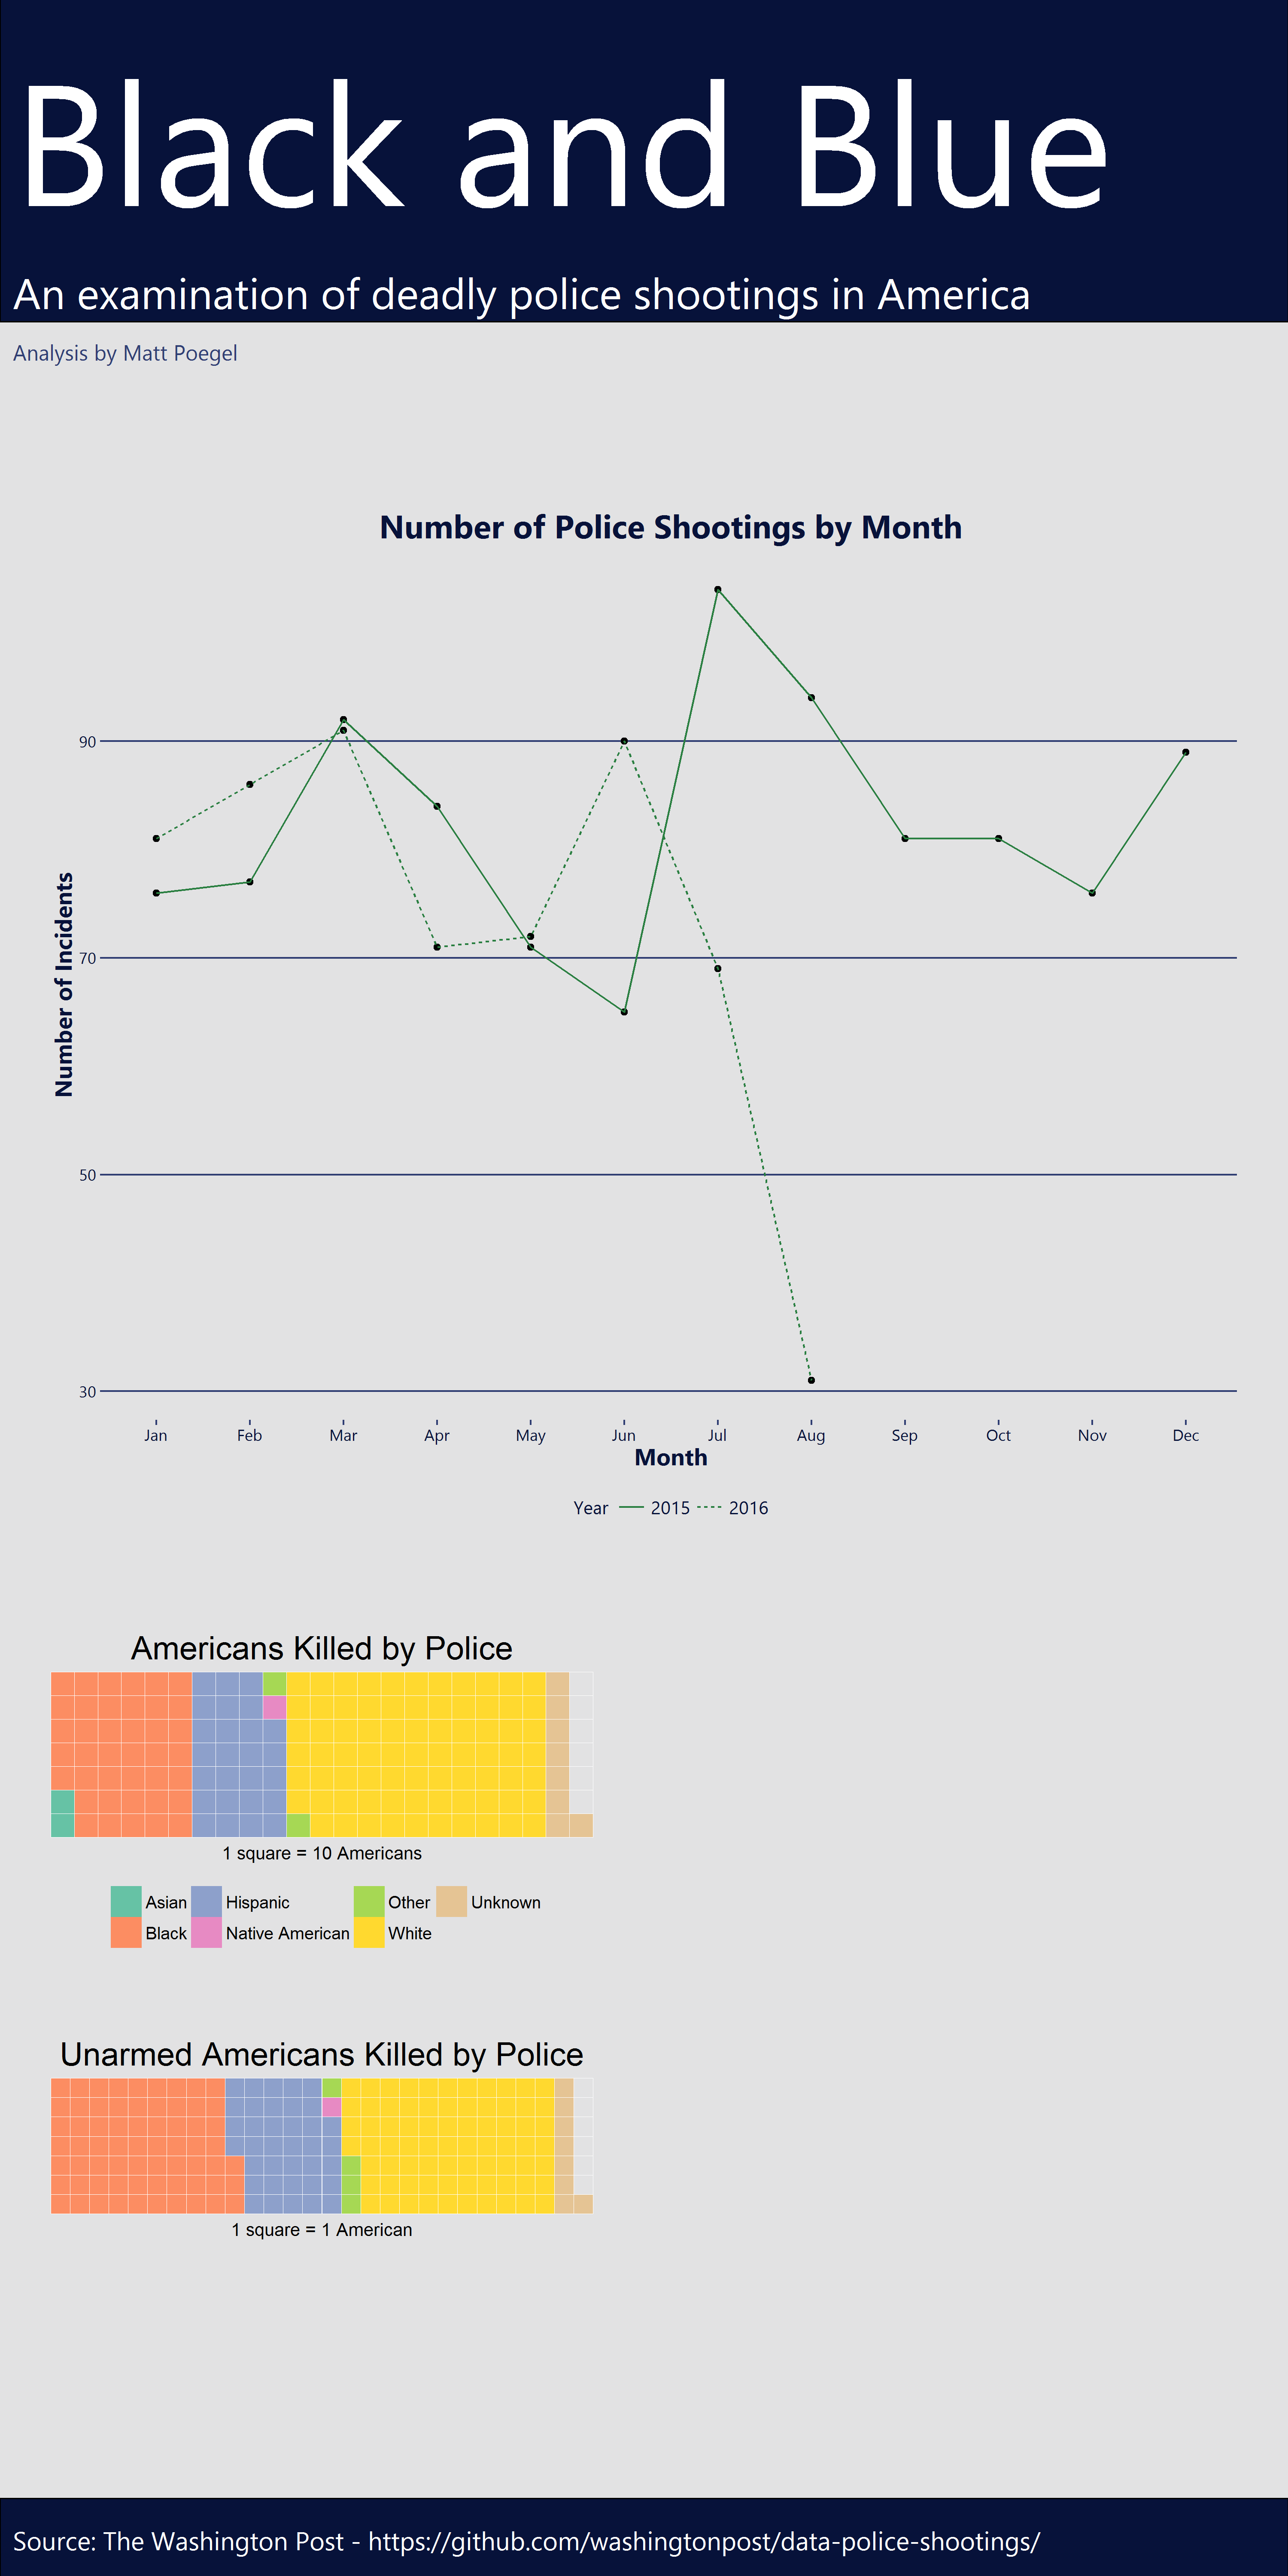 Black and Blue
An examination of deadly police shootings in America
Analysis by Matt Poegel
Number of Police Shootings by Month
Number of Incidents
90
70
50
30
Jan Feb Mar Apr May Jun Jul Aug Sep Oct Nov Dec
Month
Year 2015 2016
Americans Killed by Police
1 square = 10 Americans
Asian Hispanic Other Unknown
Black Native American White
Unarmed Americans Killed by Police
1 square = 1 American
Source: The Washington Post - https://github.com/washingtonpost/data-police-shootings/